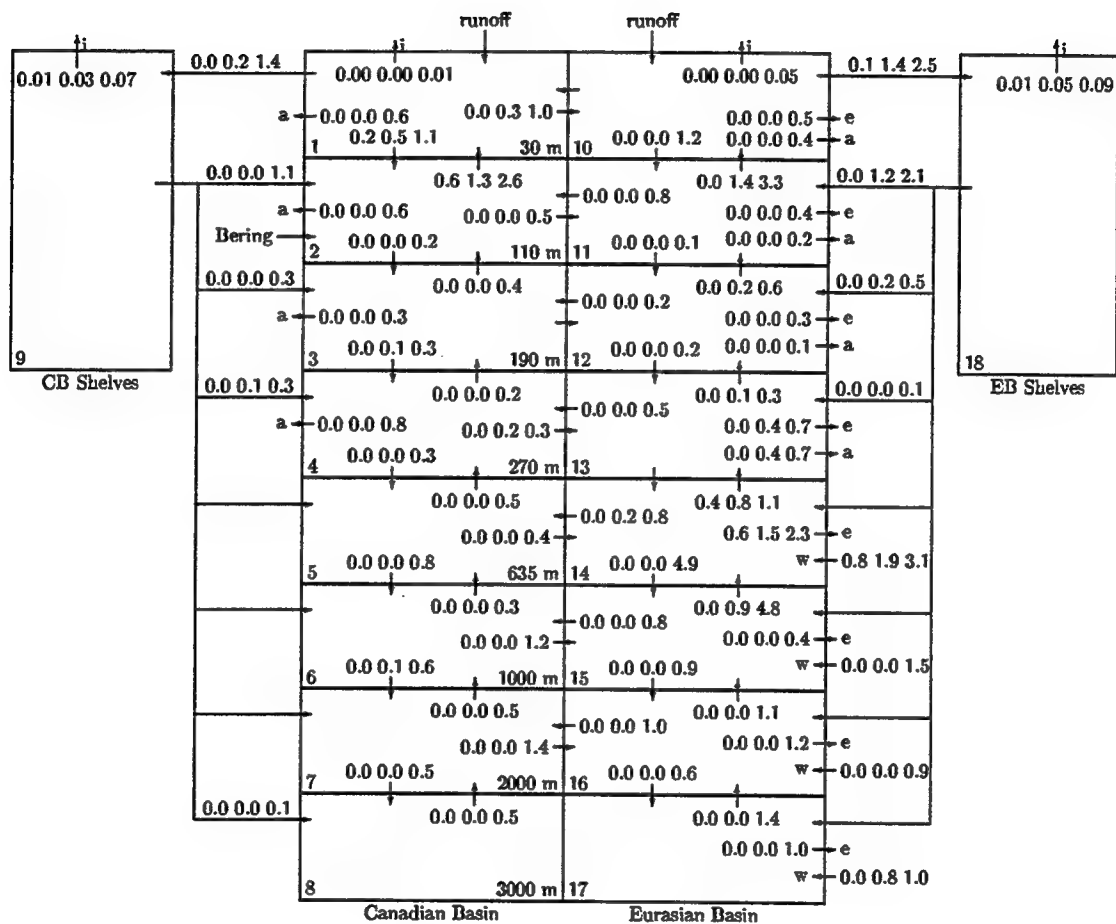 runoff runoff
i i i i
0.01 0.03 0.07 0.0 0.2 1.4 0.00 0.00 0.01 0.00 0.00 0.05 0.1 1.4 2.5 0.01 0.05 0.09
0.0 0.3 1.0
a 0.0 0.0 0.6 0.0 0.0 0.5 e
0.2 0.5 1.1 0.0 0.0 1.2 0.0 0.0 0.4 a
1 30 m 10
0.0 0.0 1.1 0.6 1.3 2.6 0.0 1.4 3.3 0.0 1.2 2.1
0.0 0.0 0.8
a 0.0 0.0 0.6 0.0 0.0 0.5 0.0 0.0 0.4 e
Bering 0.0 0.0 0.2 0.0 0.0 0.1 0.0 0.0 0.2 a
2 110 m 11
0.0 0.0 0.3 0.0 0.0 0.4 0.0 0.2 0.6 0.0 0.2 0.5
0.0 0.0 0.2
a 0.0 0.0 0.3 0.0 0.0 0.3 e
0.0 0.1 0.3 0.0 0.0 0.2 0.0 0.0 0.1 a
9 3 190 m 12 18
CB Shelves EB Shelves
0.0 0.1 0.3 0.0 0.0 0.2 0.0 0.1 0.3 0.0 0.0 0.1
0.0 0.0 0.5
a 0.0 0.0 0.8 0.0 0.2 0.3 0.0 0.4 0.7 e
0.0 0.0 0.3 0.0 0.4 0.7 a
4 270 m 13
0.0 0.0 0.5 0.4 0.8 1.1
0.0 0.2 0.8
0.0 0.0 0.4 0.6 1.5 2.3 e
0.0 0.0 0.8 0.0 0.0 4.9 w 0.8 1.9 3.1
5 635 m 14
0.0 0.0 0.3 0.0 0.9 4.8
0.0 0.0 0.8
0.0 0.0 1.2 0.0 0.0 0.4 e
0.0 0.1 0.6 0.0 0.0 0.9 w 0.0 0.0 1.5
6 1000 m 15
0.0 0.0 0.5 0.0 0.0 1.1
0.0 0.0 1.0
0.0 0.0 1.4 0.0 0.0 1.2 e
0.0 0.0 0.5 0.0 0.0 0.6 w 0.0 0.0 0.9
7 2000 m 16
0.0 0.0 0.1 0.0 0.0 0.5 0.0 0.0 1.4
0.0 0.0 1.0 e
w 0.0 0.8 1.0
8 3000 m 17
Canadian Basin Eurasian Basin